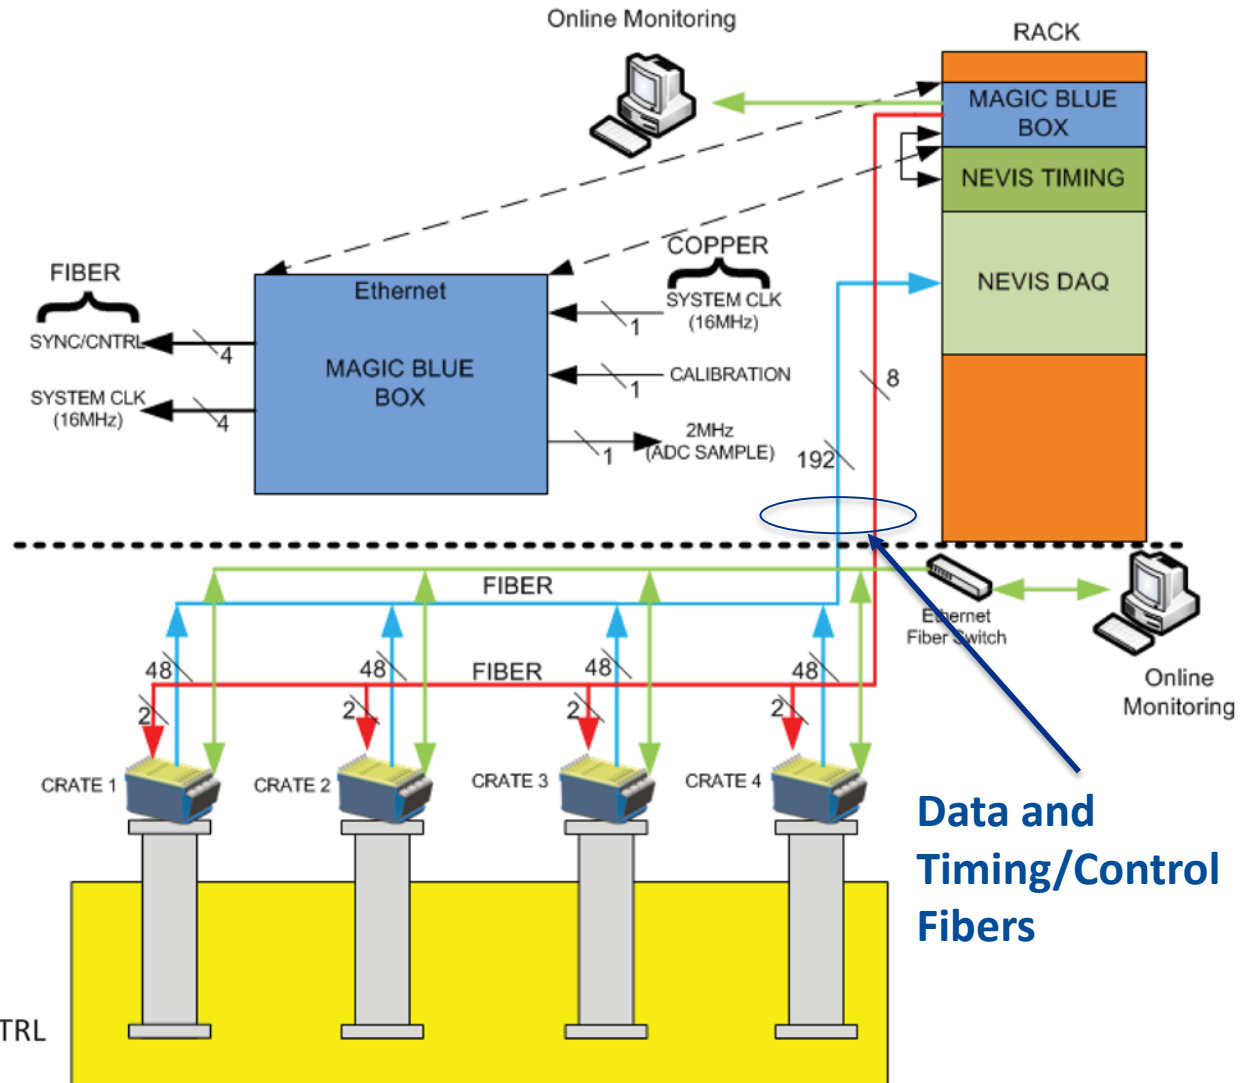 Online Monitoring
RACK
MAGIC BLUE
BOX
NEVIS TIMING
NEVIS DAQ
FIBER
SYNC/CNTRL
4
SYSTEM CLK
(16MHz)
4
Ethernet
MAGIC BLUE
BOX
COPPER
SYSTEM CLK
(16MHz)
1
CALIBRATION
1
2MHz
(ADC SAMPLE)
1
8
192
FIBER
Ethernet
Fiber Switch
Online
Monitoring
FIBER
48
48
48
48
2
2
2
2
CRATE 1
CRATE 2
CRATE 3
CRATE 4
Data and
Timing/Control
Fibers
TRL